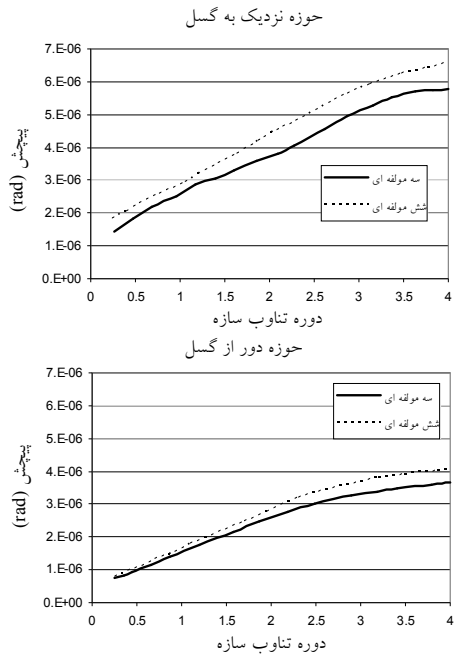 حوزه نزدیک به گسل
7.E-06
6.E-06
5.E-06
4.E-06
3.E-06
2.E-06
1.E-06
0.E+00
پیچش (rad)
سه مولفه ای
شش مولفه ای
0 0.5 1 1.5 2 2.5 3 3.5 4
دوره تناوب سازه
حوزه دور از گسل
7.E-06
6.E-06
5.E-06
4.E-06
3.E-06
2.E-06
1.E-06
0.E+00
پیچش (rad)
سه مولفه ای
شش مولفه ای
0 0.5 1 1.5 2 2.5 3 3.5 4
دوره تناوب سازه